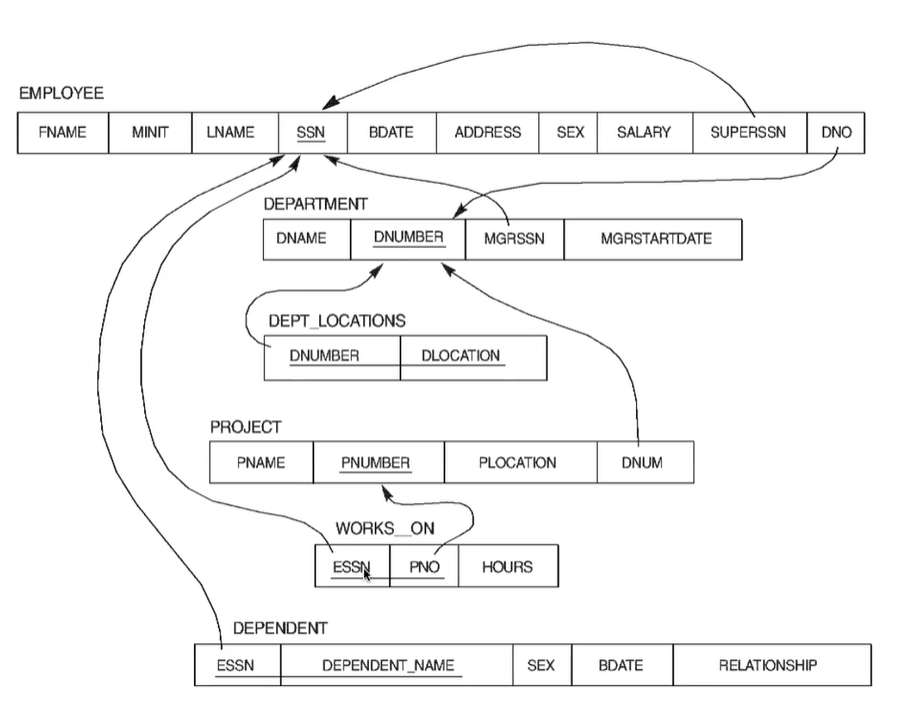 EMPLOYEE
FNAME MINIT LNAME SSN BDATE ADDRESS SEX SALARY SUPERSSN DNO
DEPARTMENT
DNAME DNUMBER MGRSSN MGRSTARTDATE
DEPT_LOCATIONS
DNUMBER DLOCATION
PROJECT
PNAME PNUMBER PLOCATION DNUM
WORKS_ON
ESSN PNO HOURS
DEPENDENT
ESSN DEPENDENT_NAME SEX BDATE RELATIONSHIP